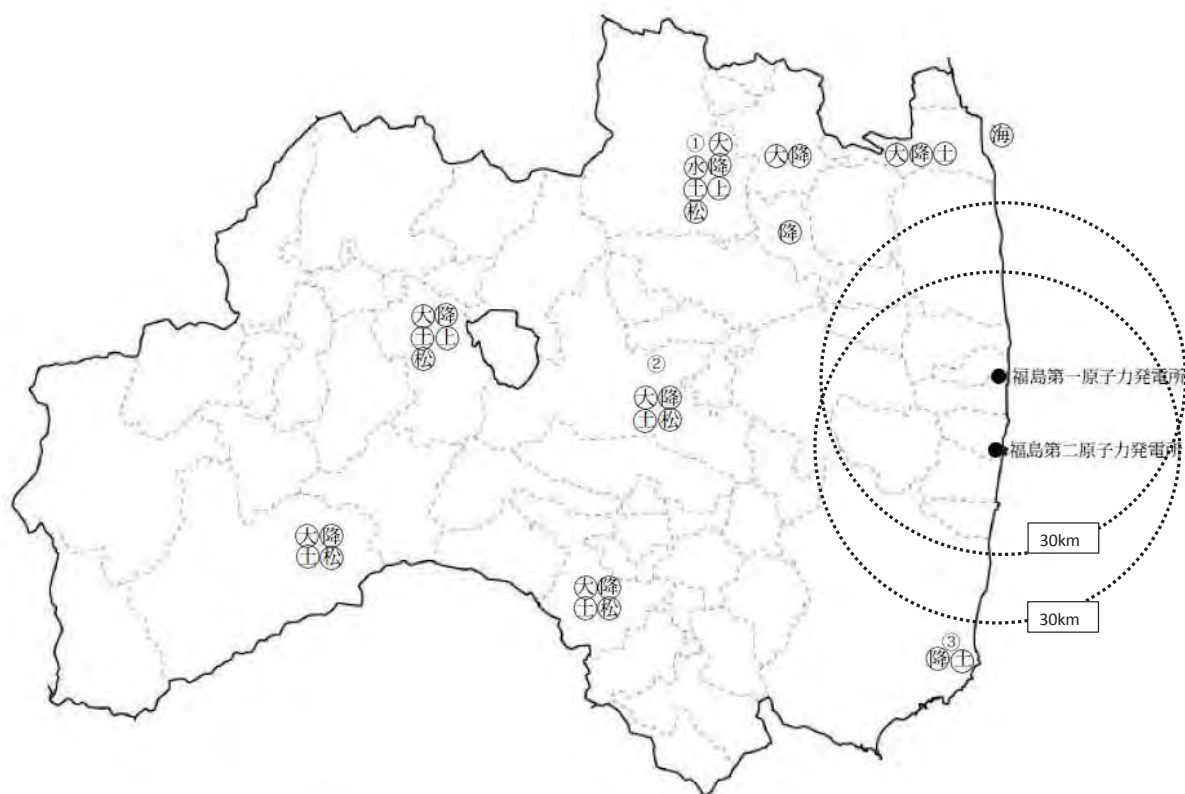 海
①大
水降
土上
松
大降
大降土
降
①
大降
土上
松
②
大降
土松
福島第一原子力発電所
福島第二原子力発電所
大降
土松
30km
大降
土松
30km
③
降土